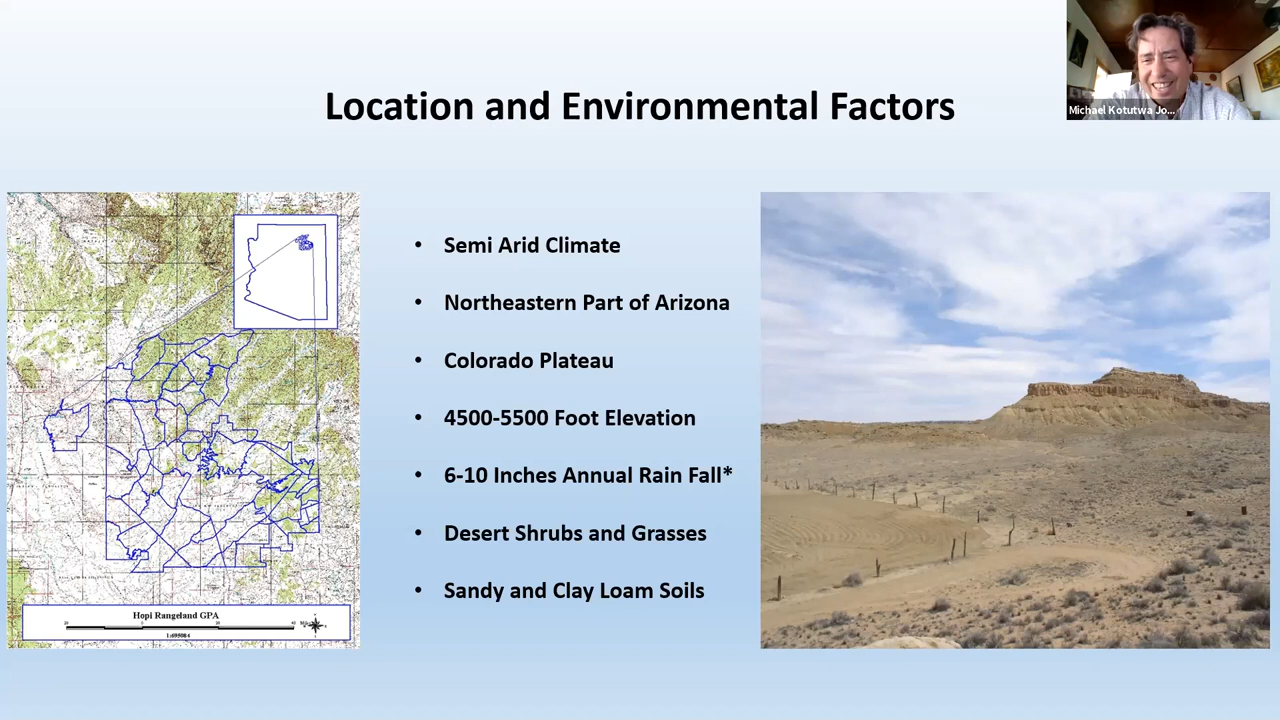 Location and Environmental Factors
Michael Kotutwa Jo...
• Semi Arid Climate
• Northeastern Part of Arizona
• Colorado Plateau
• 4500-5500 Foot Elevation
• 6-10 Inches Annual Rain Fall*
• Desert Shrubs and Grasses
• Sandy and Clay Loam Soils
Hopi Rangeland GPA